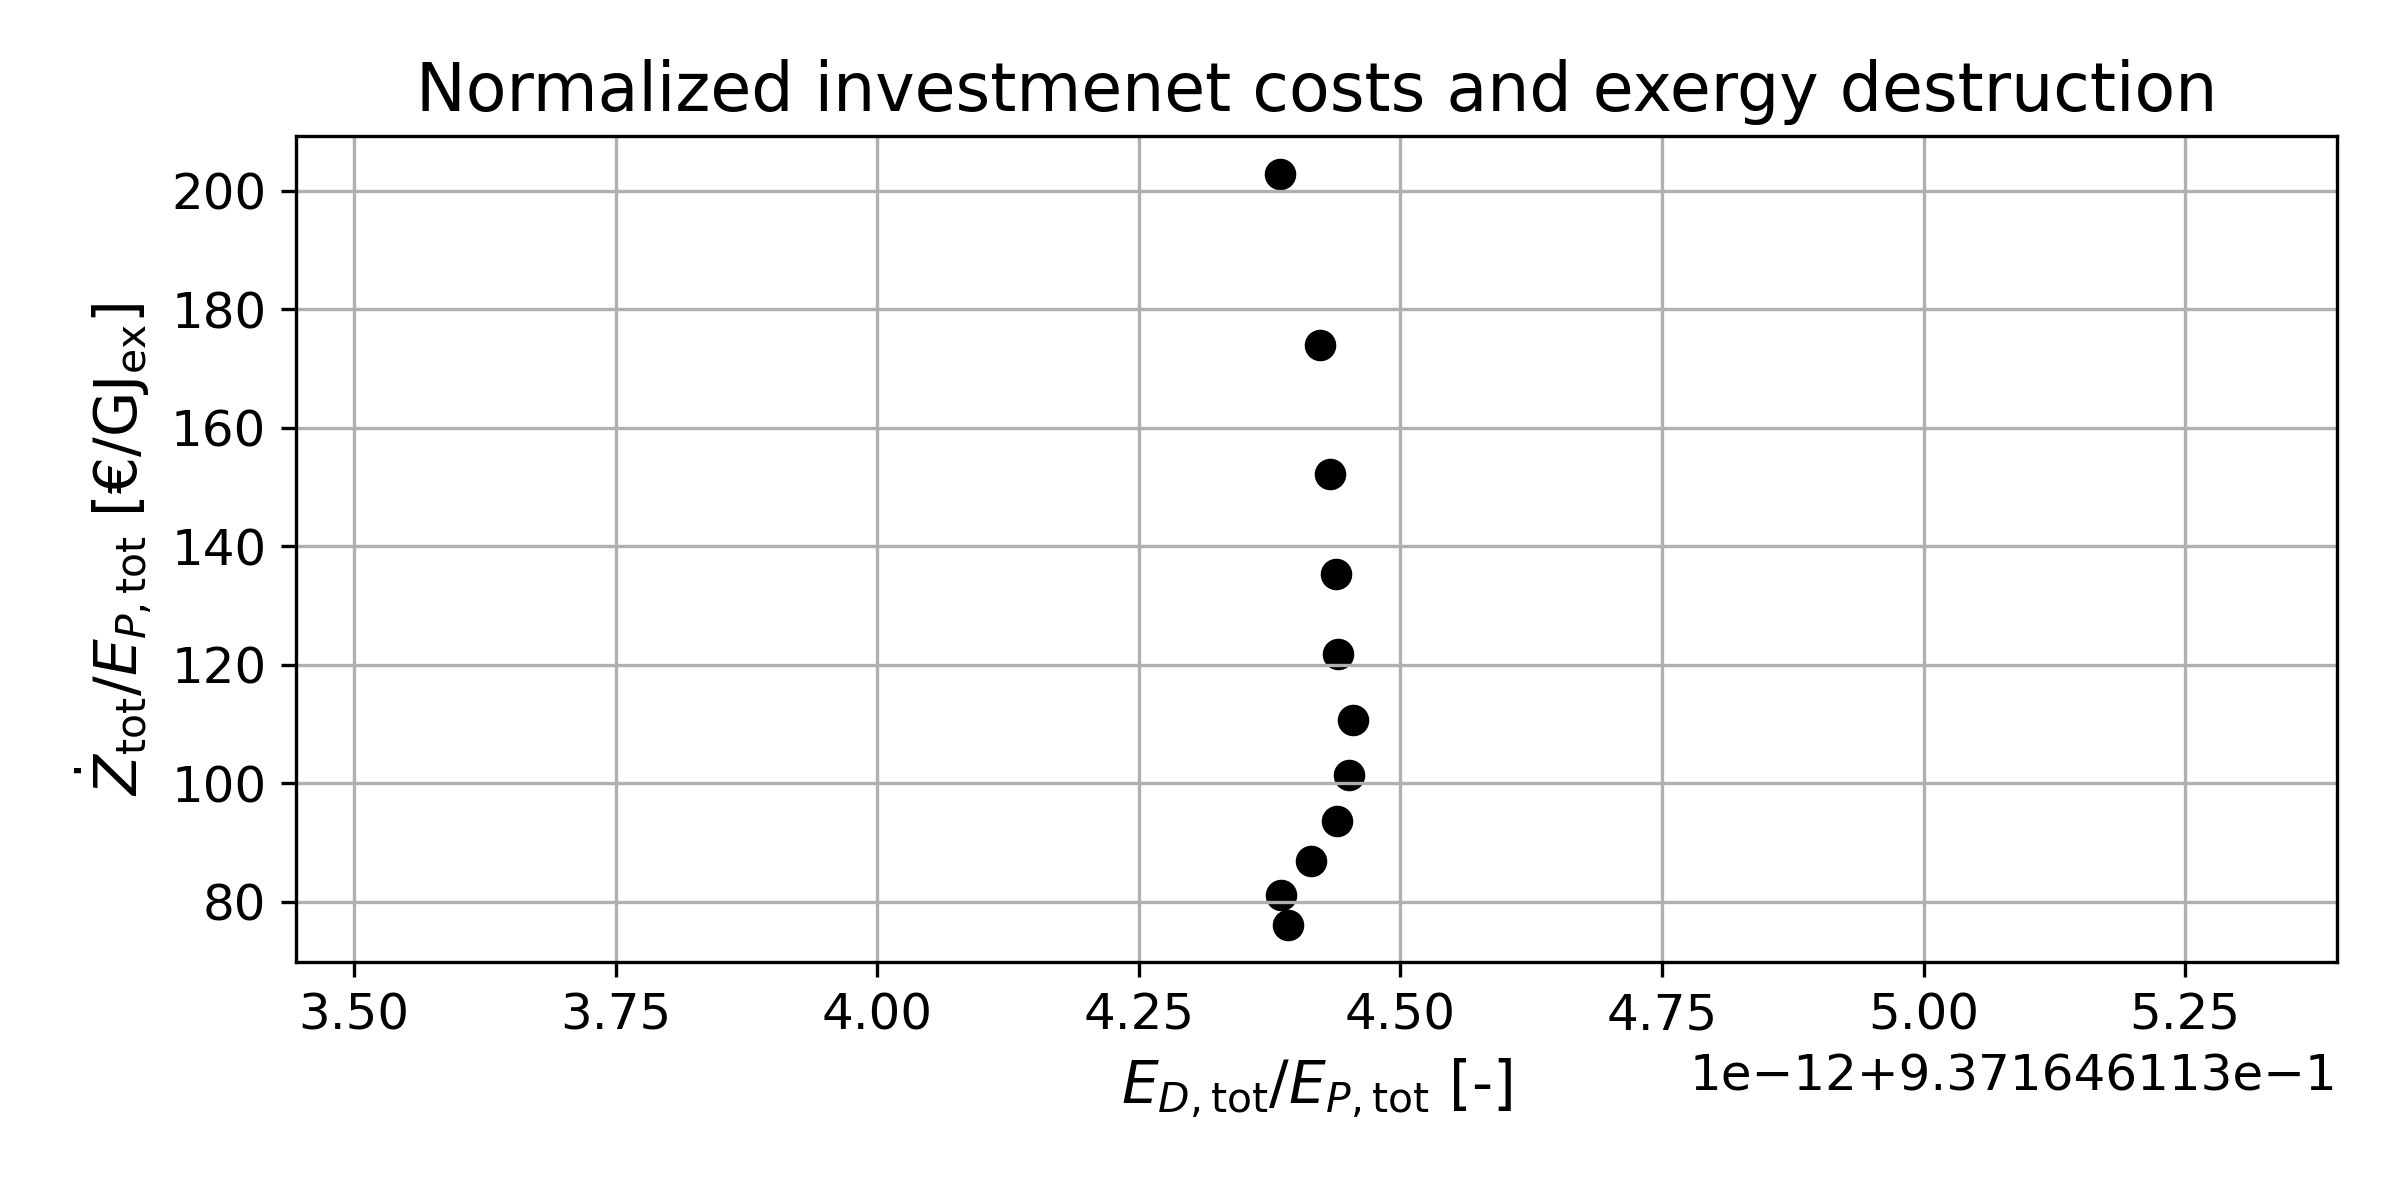 Normalized investmenet costs and exergy destruction
Ż_tot/E_P,tot [€/GJ_ex]
200
180
160
140
120
100
80
3.50 3.75 4.00 4.25 4.50 4.75 5.00 5.25
1e−12+9.371646113e−1
E_D,tot/E_P,tot [-]